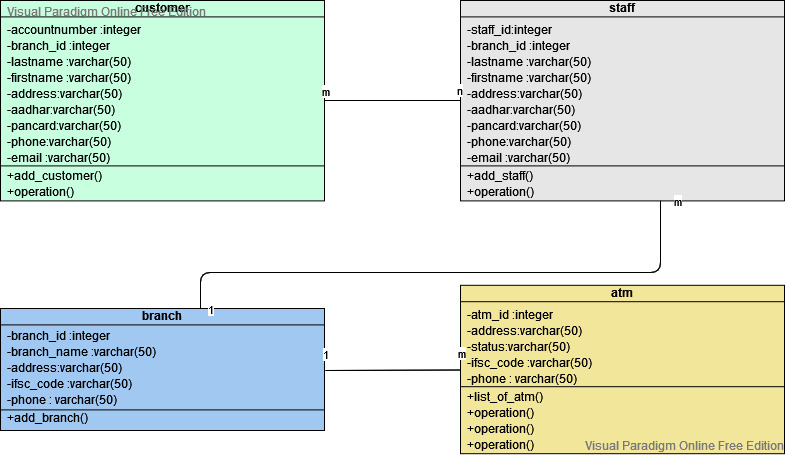 Visual Paradigm Online Free Edition
customer
-accountnumber :integer
-branch_id :integer
-lastname :varchar(50)
-firstname :varchar(50)
-address:varchar(50)
-aadhar:varchar(50)
-pancard:varchar(50)
-phone:varchar(50)
-email :varchar(50)
+add_customer()
+operation()
m
n
staff
-staff_id:integer
-branch_id :integer
-lastname :varchar(50)
-firstname :varchar(50)
-address:varchar(50)
-aadhar:varchar(50)
-pancard:varchar(50)
-phone:varchar(50)
-email :varchar(50)
+add_staff()
+operation()
m
1
branch
-branch_id :integer
-branch_name :varchar(50)
-address:varchar(50)
-ifsc_code :varchar(50)
-phone : varchar(50)
+add_branch()
1
m
atm
-atm_id :integer
-address:varchar(50)
-status:varchar(50)
-ifsc_code :varchar(50)
-phone : varchar(50)
+list_of_atm()
+operation()
+operation()
+operation()
Visual Paradigm Online Free Edition